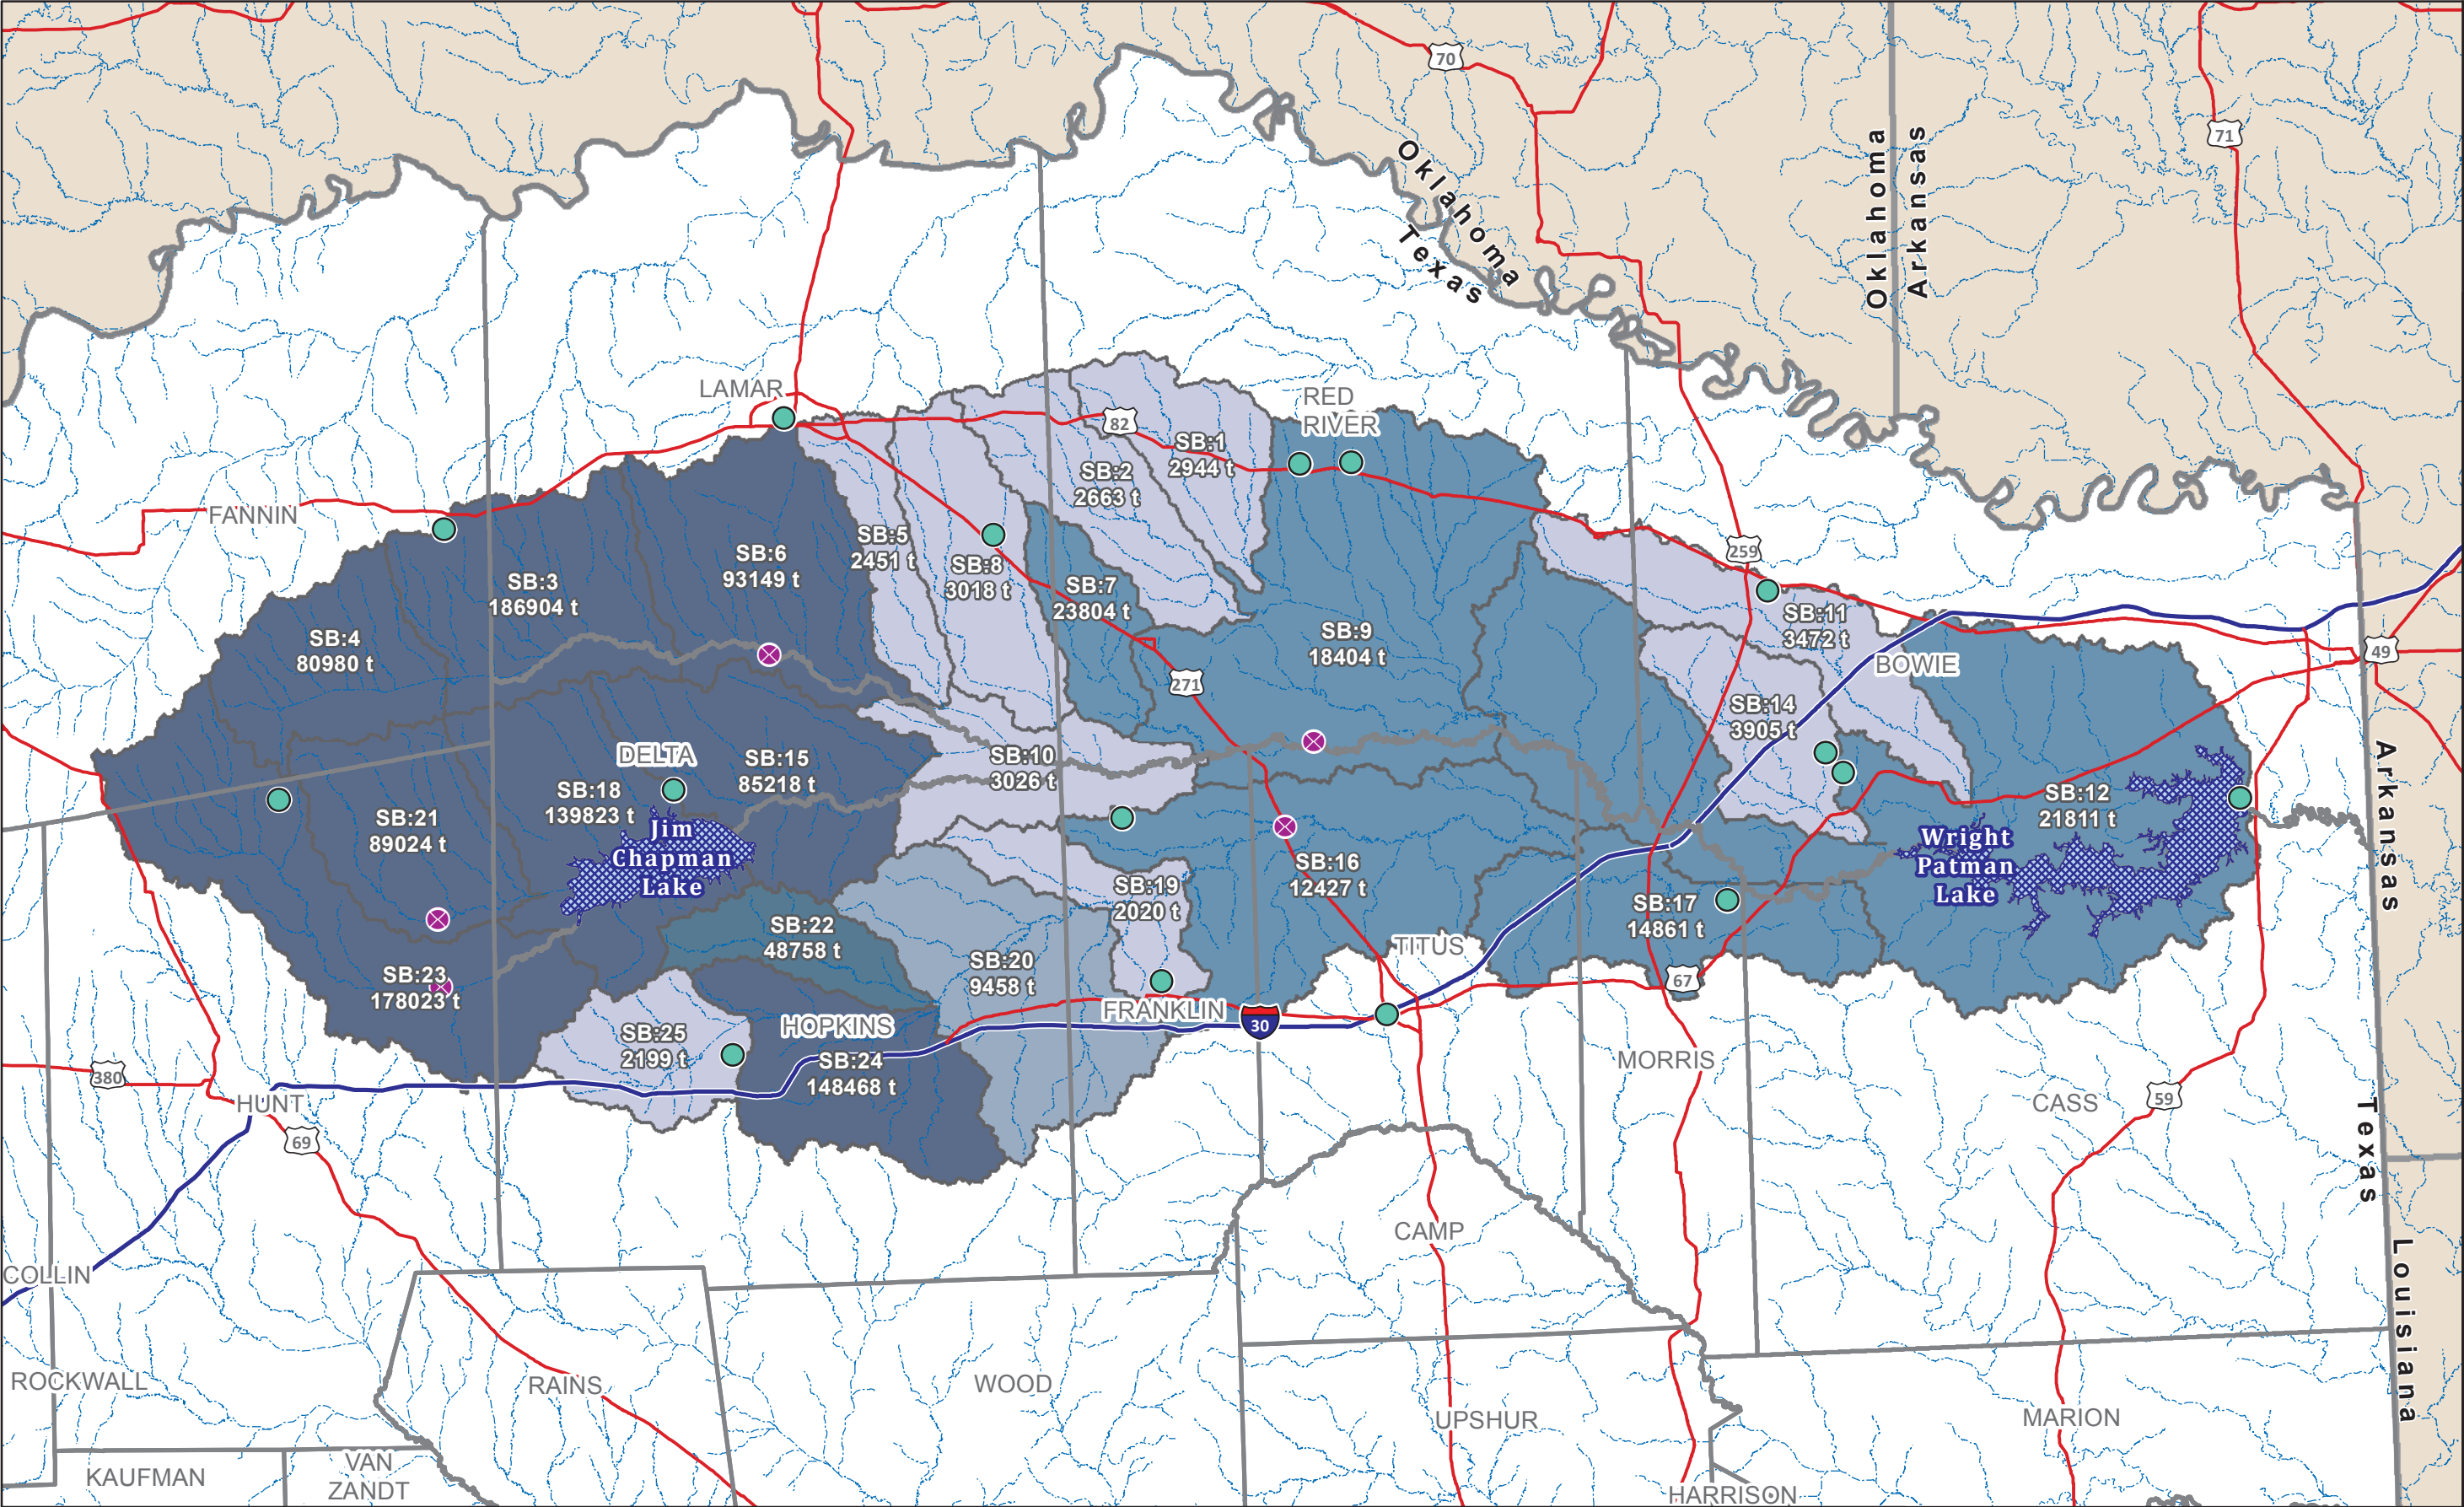 70
71
Oklahoma
Texas
Oklahoma
Arkansas
LAMAR
RED
RIVER
82
SB:1
2944 t
SB:2
2663 t
FANNIN
SB:5
2451 t
SB:6
93149 t
SB:8
3018 t
SB:3
186904 t
SB:7
23804 t
259
SB:11
3472 t
SB:4
80980 t
SB:9
18404 t
BOWIE
49
271
SB:14
3905 t
DELTA
SB:15
85218 t
SB:10
3026 t
SB:18
139823 t
SB:21
89024 t
Jim
Chapman
Lake
SB:12
21811 t
Wright
Patman
Lake
Arkansas
Texas
SB:16
12427 t
SB:19
2020 t
SB:17
14861 t
SB:22
48758 t
TITUS
SB:20
9458 t
SB:23
178023 t
67
FRANKLIN
30
HOPKINS
SB:25
2199 t
SB:24
148468 t
MORRIS
380
HUNT
69
CASS
59
CAMP
COLLIN
Louisiana
ROCKWALL
RAINS
WOOD
UPSHUR
MARION
KAUFMAN
VAN
ZANDT
HARRISON